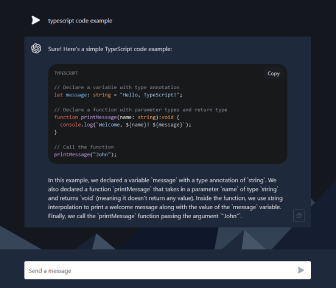 typescript code example
Sure! Here's a simple TypeScript code example:
TYPESCRIPT
Copy
// Declare a variable with type annotation
let message: string = "Hello, TypeScript!";
// Declare a function with parameter types and return type
function printMessage(name: string):void {
console.log(`Welcome, ${name}! ${message}`);
}
// Call the function
printMessage("John");
In this example, we declared a variable `message` with a type annotation of `string`. We
also declared a function `printMessage` that takes in a parameter `name` of type `string`
and returns `void` (meaning it doesn't return any value). Inside the function, we use string
interpolation to print a welcome message along with the value of the `message` variable.
Finally, we call the `printMessage` function passing the argument `"John"`.
Send a message